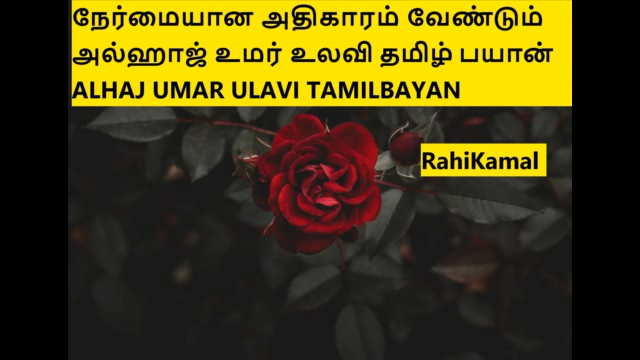 நேர்மையான அதிகாரம் வேண்டும்
அல்ஹாஜ் உமர் உலவி தமிழ் பயான்
ALHAJ UMAR ULAVI TAMILBAYAN
RahiKamal